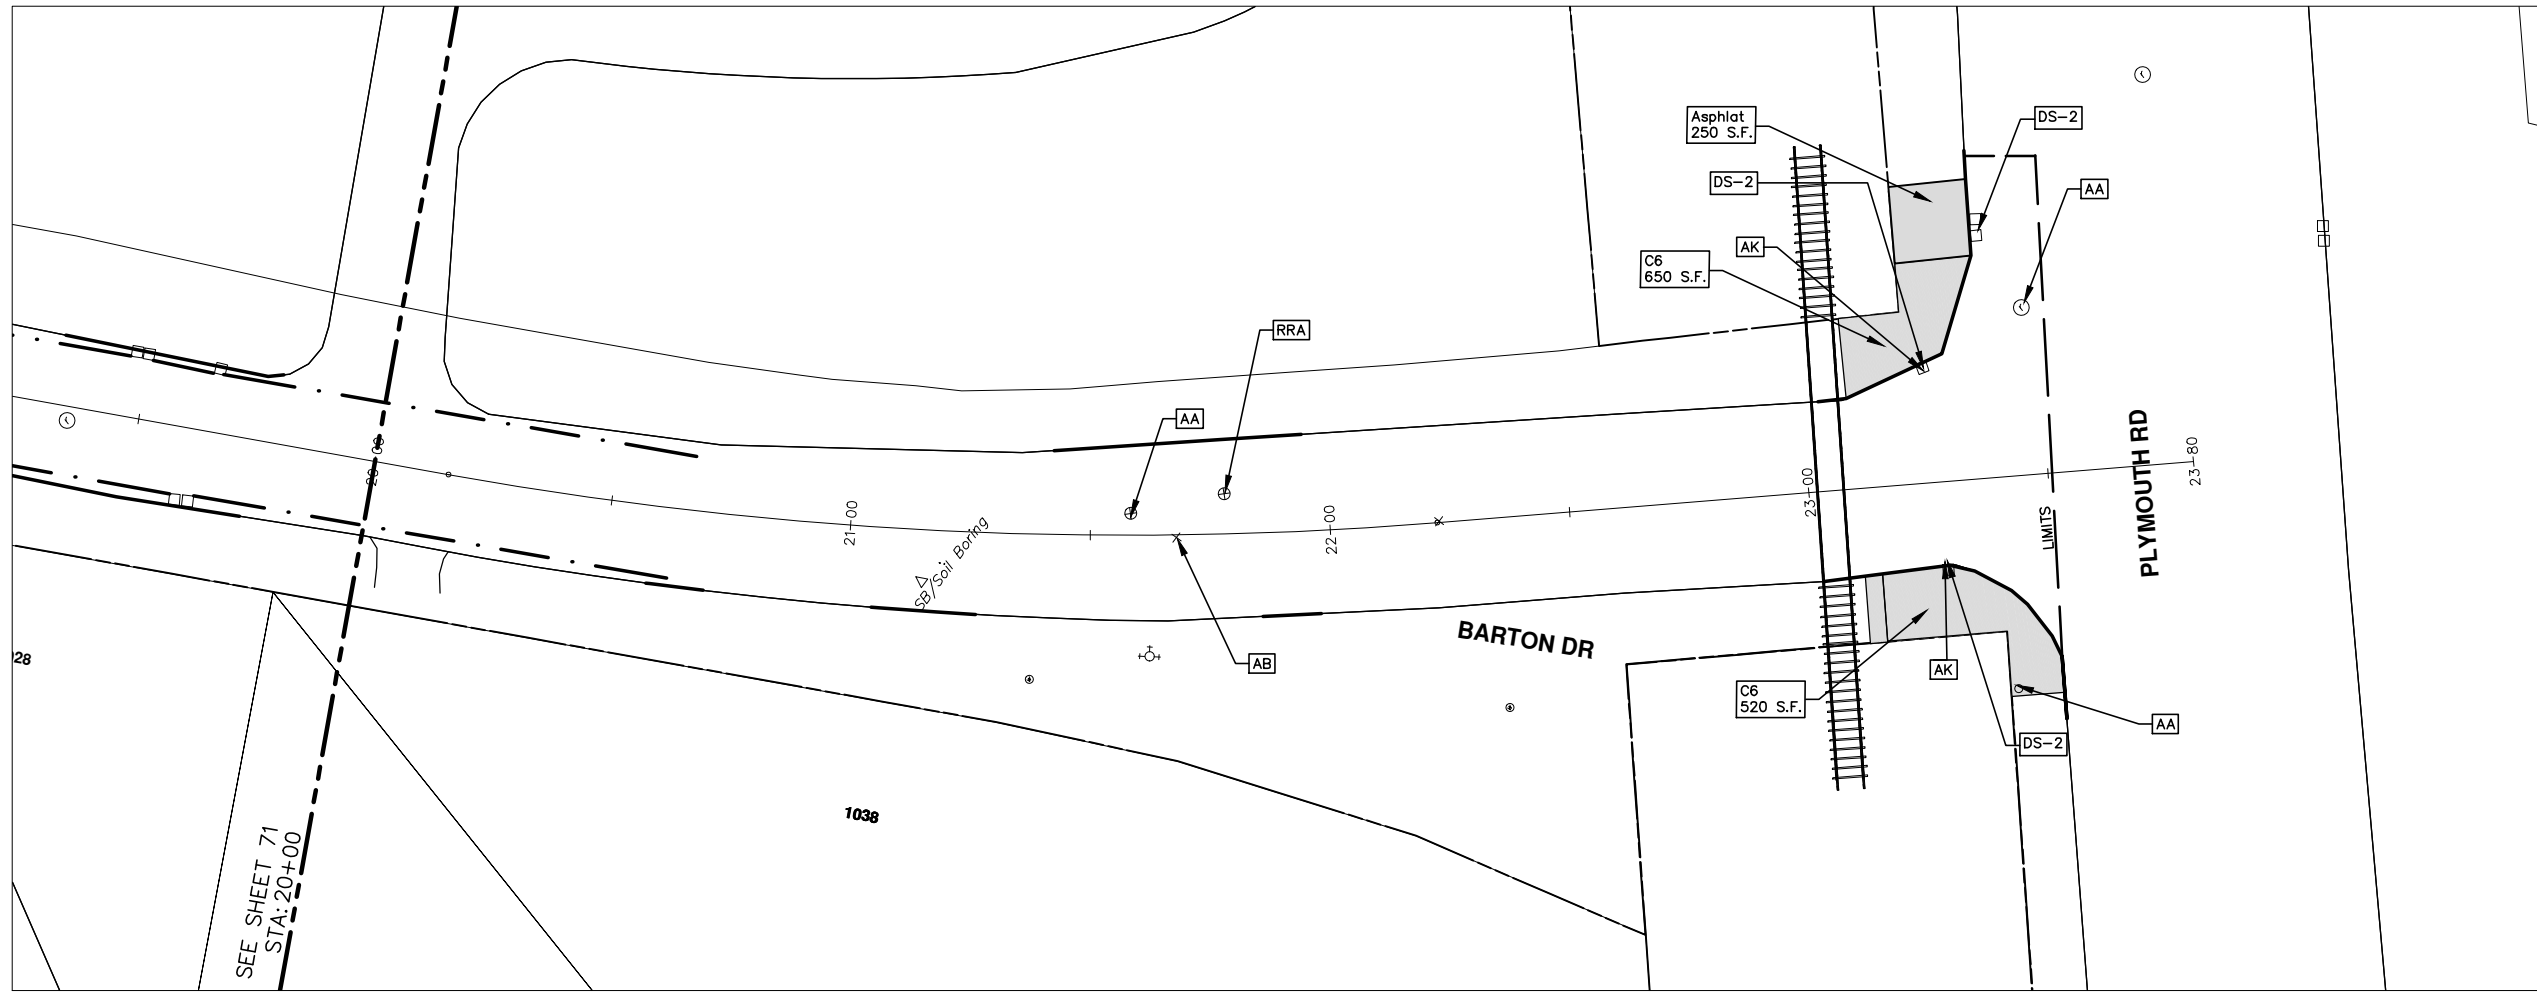 Asphlat
250 S.F.
DS-2
DS-2
AA
AK
C6
650 S.F.
RRA
AA
20+00
21+00
22+00
23+00
23+80
LIMITS
PLYMOUTH RD
SB/Soil Boring
BARTON DR
AB
AK
C6
520 S.F.
AA
DS-2
1038
SEE SHEET 71
STA: 20+00